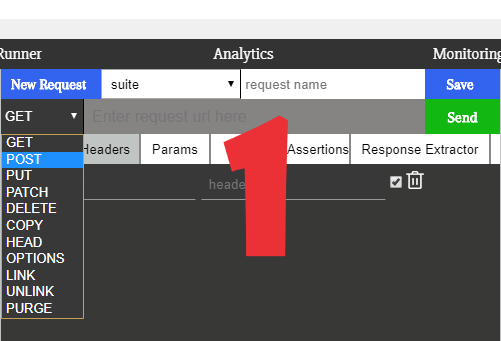 Runner Analytics Monitoring
New Request suite request name Save
GET Enter request url here Send
Headers Params Assertions Response Extractor
GET
POST
PUT
PATCH
DELETE
COPY
HEAD
OPTIONS
LINK
UNLINK
PURGE
heade
1